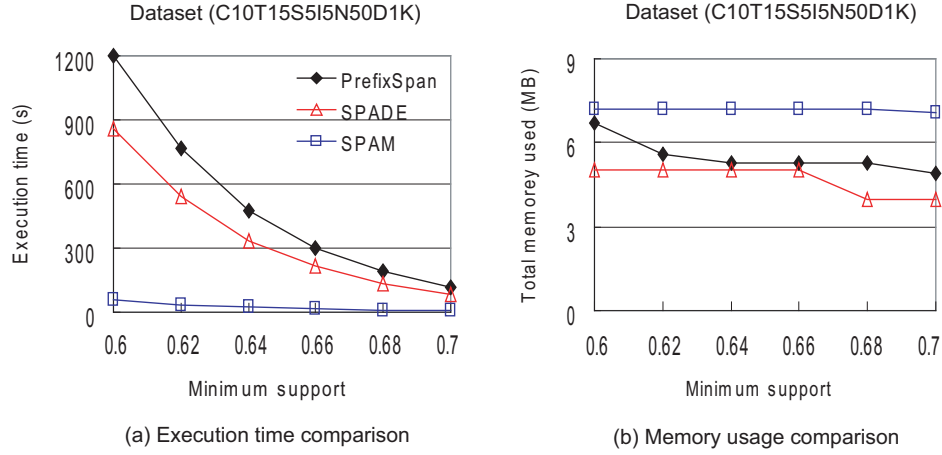 Dataset (C10T15S5I5N50D1K)
Execution time (s)
1200
900
600
300
0
PrefixSpan
SPADE
SPAM
0.6 0.62 0.64 0.66 0.68 0.7
Minimum support
(a) Execution time comparison
Dataset (C10T15S5I5N50D1K)
Total memorey used (MB)
9
6
3
0
0.6 0.62 0.64 0.66 0.68 0.7
Minimum support
(b) Memory usage comparison